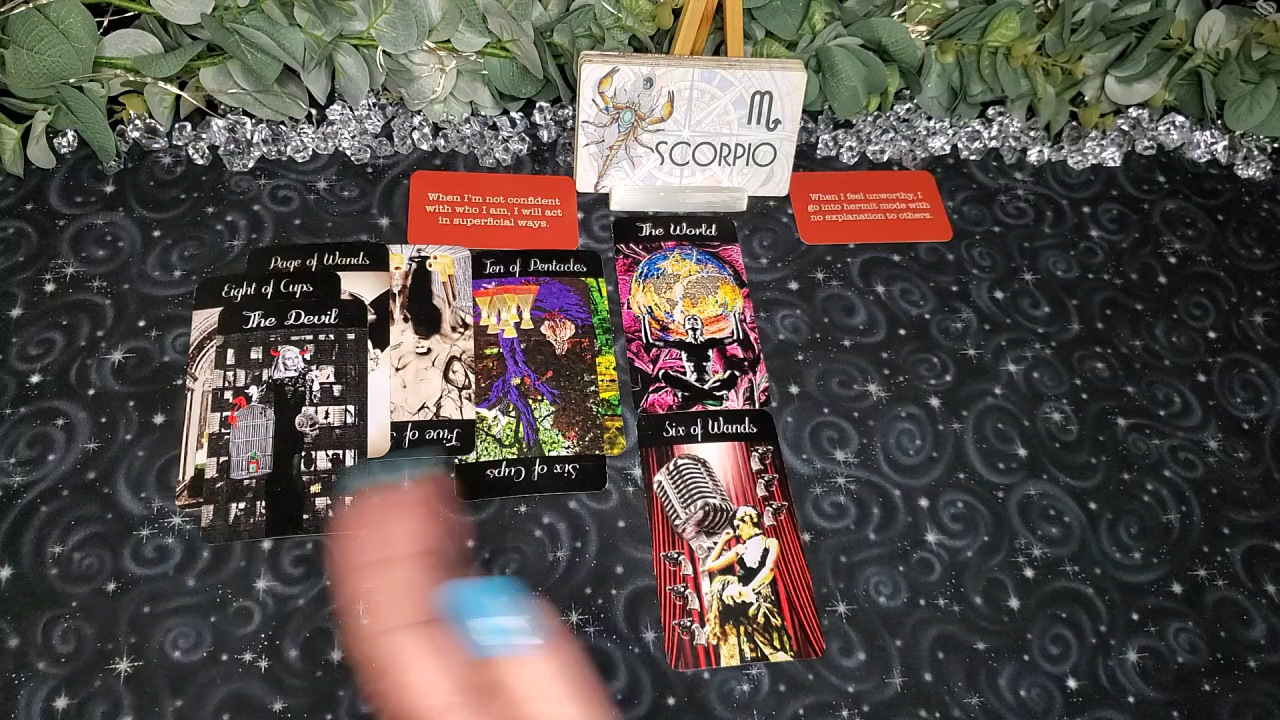 SCORPIO
When I'm not confident
with who I am, I will act
in superficial ways.
When I feel unworthy, I
go into hermit mode with
no explanation to others.
The World
Page of Wands
Eight of Cups
The Devil
Ten of Pentacles
Five of
Six of Cups
Six of Wands